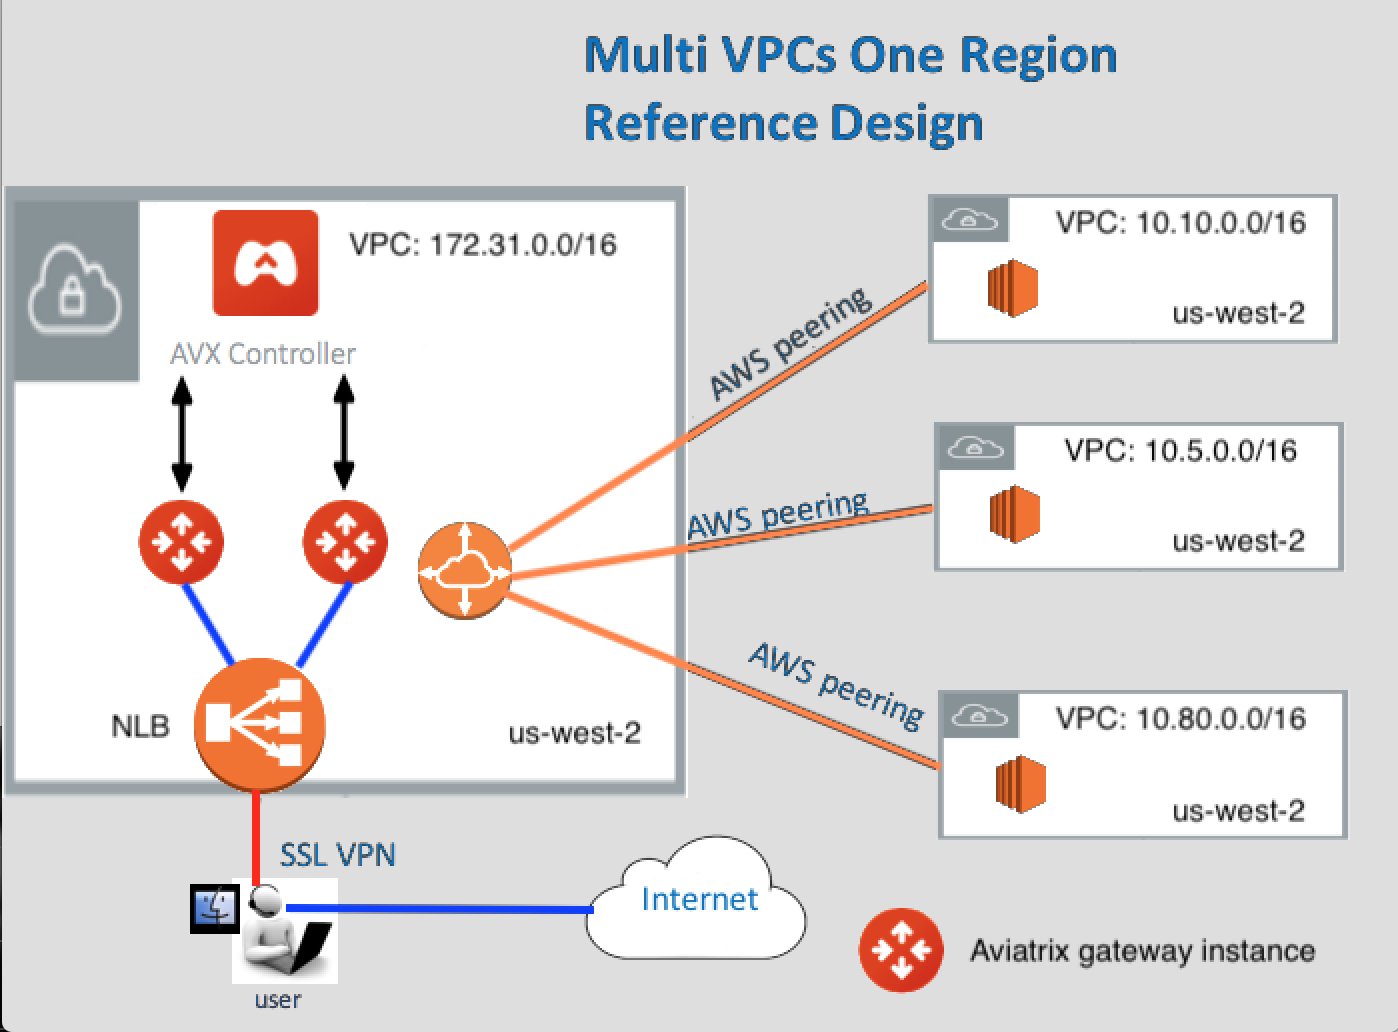 Multi VPCs One Region
Reference Design
VPC: 172.31.0.0/16
AVX Controller
NLB
us-west-2
AWS peering
AWS peering
AWS peering
VPC: 10.10.0.0/16
us-west-2
VPC: 10.5.0.0/16
us-west-2
VPC: 10.80.0.0/16
us-west-2
SSL VPN
user
Internet
Aviatrix gateway instance